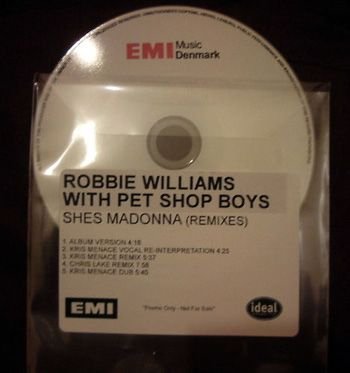 EMI Music
Denmark
ROBBIE WILLIAMS
WITH PET SHOP BOYS
SHES MADONNA (REMIXES)
1. ALBUM VERSION 4:16
2. KRIS MENACE VOCAL RE-INTERPRETATION 4:25
3. KRIS MENACE REMIX 5:37
4. CHRIS LAKE REMIX 7:58
5. KRIS MENACE DUB 5:40
EMI
"Promo Only - Not For Sale"
ideal